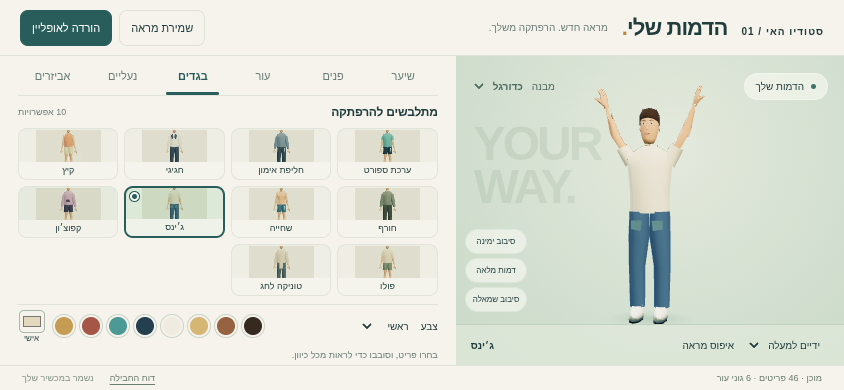 סטודיו האי / 01
הדמות שלי.
מראה חדש. הרפתקה משלך.
שמירת מראה
הורדה לאופליין
הדמות שלך
מבנה כדורגל
YOUR
WAY.
סיבוב ימינה
דמות מלאה
סיבוב שמאלה
ידיים למעלה
איפוס מראה
ג׳ינס
שיער
פנים
עור
בגדים
נעליים
אביזרים
מתלבשים להרפתקה
10 אפשרויות
ערכת ספורט
חליפת אימון
חגיגי
קיץ
חורף
שחייה
ג׳ינס
קפוצ׳ון
פולו
טוניקה לחג
צבע ראשי
אישי
בחרו פריט, וסובבו כדי לראות מכל כיוון.
מוכן · 46 פריטים · 6 גוני עור
דוח החבילה
נשמר במכשיר שלך